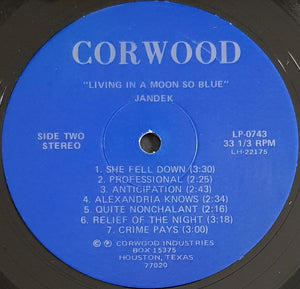 CORWOOD
"LIVING IN A MOON SO BLUE"
JANDEK
SIDE TWO
STEREO
LP-0743
33 1/3 RPM
LH-22175
1. SHE FELL DOWN (3:30)
2. PROFESSIONAL (2:25)
3. ANTICIPATION (2:43)
4. ALEXANDRIA KNOWS (2:34)
5. QUITE NONCHALANT (2:16)
6. RELIEF OF THE NIGHT (3:18)
7. CRIME PAYS (3:00)
© ℗ CORWOOD INDUSTRIES
BOX 15375
HOUSTON, TEXAS
77020